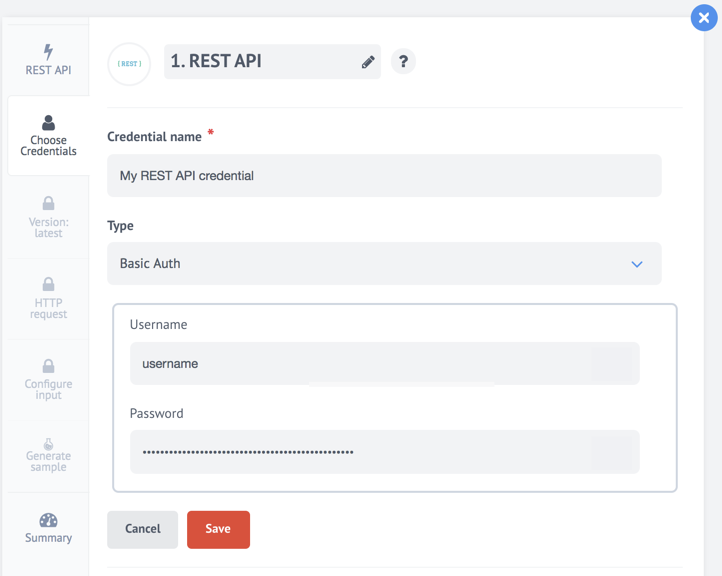 REST API
Choose
Credentials
Version:
latest
HTTP
request
Configure
input
Generate
sample
Summary
{ REST }
1. REST API
?
Credential name *
My REST API credential
Type
Basic Auth
Username
username
Password
••••••••••••••••••••••••••••••••••••••••••••••••
Cancel
Save